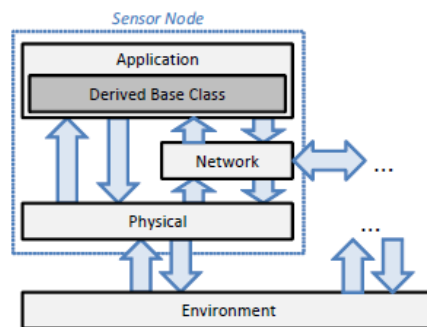 Sensor Node
Application
Derived Base Class
Network
...
Physical
...
Environment